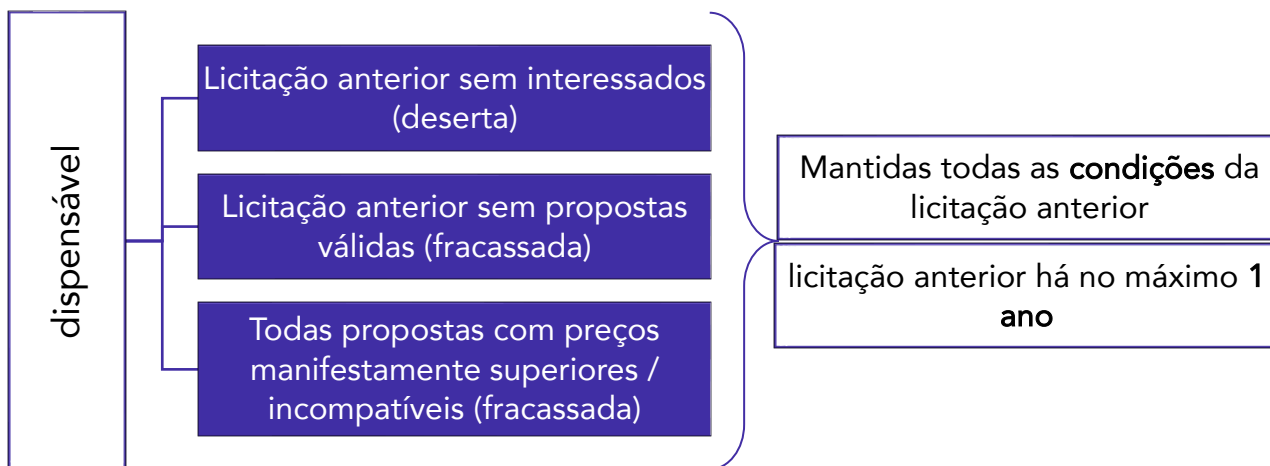 dispensável
Licitação anterior sem interessados
(deserta)
Licitação anterior sem propostas
válidas (fracassada)
Todas propostas com preços
manifestamente superiores /
incompatíveis (fracassada)
Mantidas todas as condições da
licitação anterior
licitação anterior há no máximo 1
ano